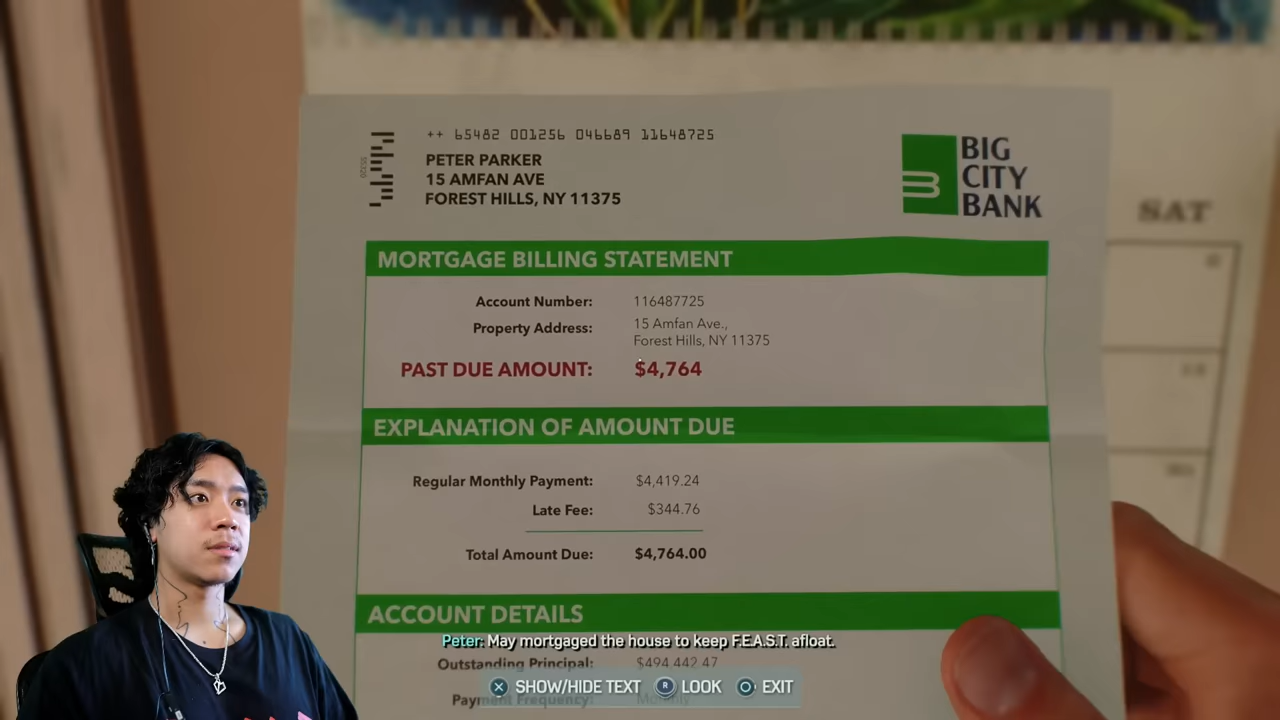 ++ 65482 001256 046689 11648725
PETER PARKER
15 AMFAN AVE
FOREST HILLS, NY 11375
BIG
CITY
BANK
SAT
MORTGAGE BILLING STATEMENT
Account Number: 116487725
Property Address: 15 Amfan Ave.,
Forest Hills, NY 11375
PAST DUE AMOUNT: $4,764
EXPLANATION OF AMOUNT DUE
Regular Monthly Payment: $4,419.24
Late Fee: $344.76
Total Amount Due: $4,764.00
ACCOUNT DETAILS
Peter: May mortgaged the house to keep F.E.A.S.T. afloat.
Outstanding Principal: $494,442.47
SHOW/HIDE TEXT R LOOK EXIT
Payment Frequency: Monthly